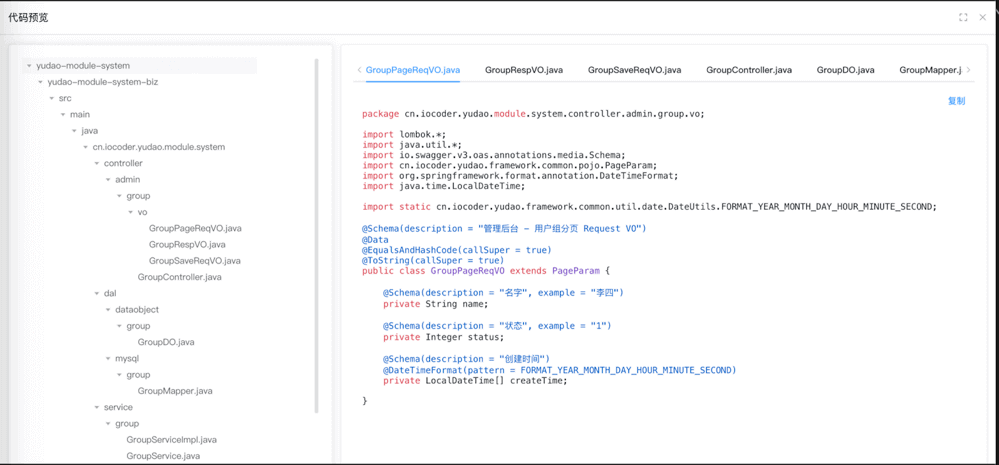 代码预览
yudao-module-system
yudao-module-system-biz
src
main
java
cn.iocoder.yudao.module.system
controller
admin
group
vo
GroupPageReqVO.java
GroupRespVO.java
GroupSaveReqVO.java
GroupController.java
dal
dataobject
group
GroupDO.java
mysql
group
GroupMapper.java
service
group
GroupServiceImpl.java
GroupService.java
GroupPageReqVO.java GroupRespVO.java GroupSaveReqVO.java GroupController.java GroupDO.java GroupMapper.j
复制
package cn.iocoder.yudao.module.system.controller.admin.group.vo;
import lombok.*;
import java.util.*;
import io.swagger.v3.oas.annotations.media.Schema;
import cn.iocoder.yudao.framework.common.pojo.PageParam;
import org.springframework.format.annotation.DateTimeFormat;
import java.time.LocalDateTime;
import static cn.iocoder.yudao.framework.common.util.date.DateUtils.FORMAT_YEAR_MONTH_DAY_HOUR_MINUTE_SECOND;
@Schema(description = "管理后台 - 用户组分页 Request VO")
@Data
@EqualsAndHashCode(callSuper = true)
@ToString(callSuper = true)
public class GroupPageReqVO extends PageParam {
@Schema(description = "名字", example = "李四")
private String name;
@Schema(description = "状态", example = "1")
private Integer status;
@Schema(description = "创建时间")
@DateTimeFormat(pattern = FORMAT_YEAR_MONTH_DAY_HOUR_MINUTE_SECOND)
private LocalDateTime[] createTime;
}